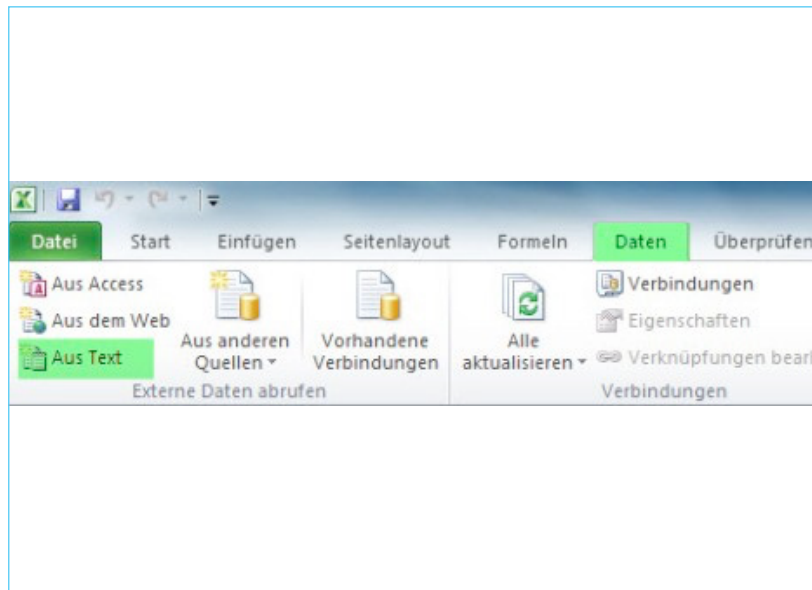 Datei Start Einfügen Seitenlayout Formeln Daten Überprüfen
Aus Access
Aus dem Web
Aus Text
Aus anderen
Quellen
Vorhandene
Verbindungen
Externe Daten abrufen
Alle
aktualisieren
Verbindungen
Eigenschaften
Verknüpfungen bearb
Verbindungen